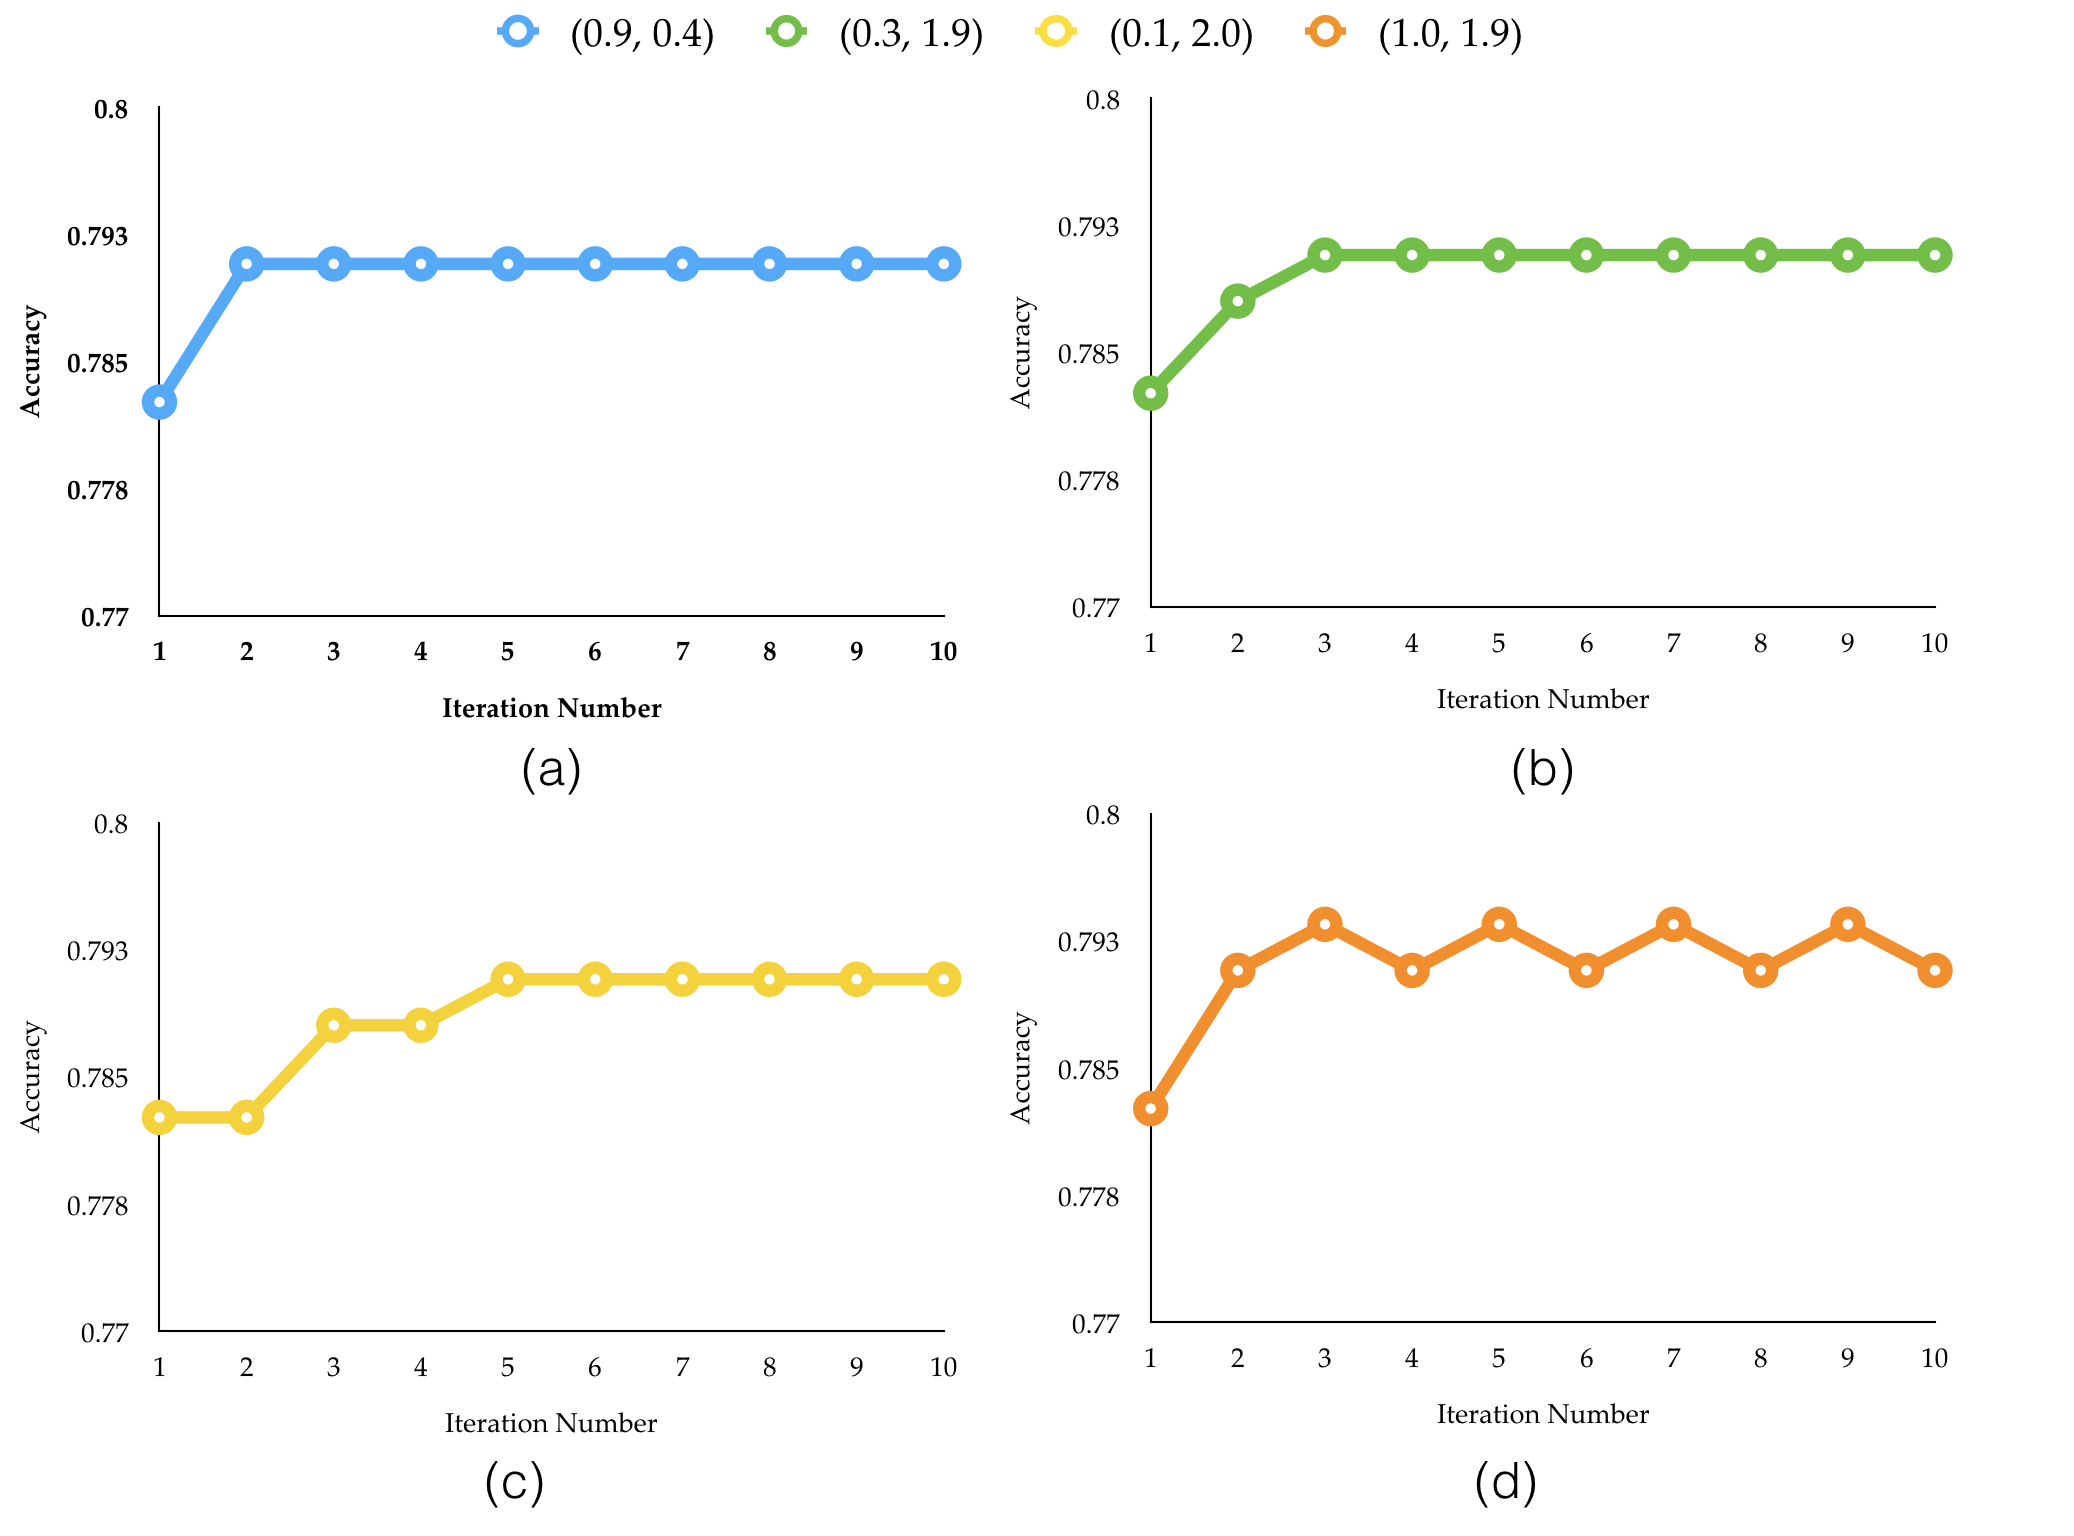 (0.9, 0.4) (0.3, 1.9) (0.1, 2.0) (1.0, 1.9)
0.8
0.793
0.785
0.778
0.77
Accuracy
1 2 3 4 5 6 7 8 9 10
Iteration Number
(a)
0.8
0.793
0.785
0.778
0.77
Accuracy
1 2 3 4 5 6 7 8 9 10
Iteration Number
(b)
0.8
0.793
0.785
0.778
0.77
Accuracy
1 2 3 4 5 6 7 8 9 10
Iteration Number
(c)
0.8
0.793
0.785
0.778
0.77
Accuracy
1 2 3 4 5 6 7 8 9 10
Iteration Number
(d)